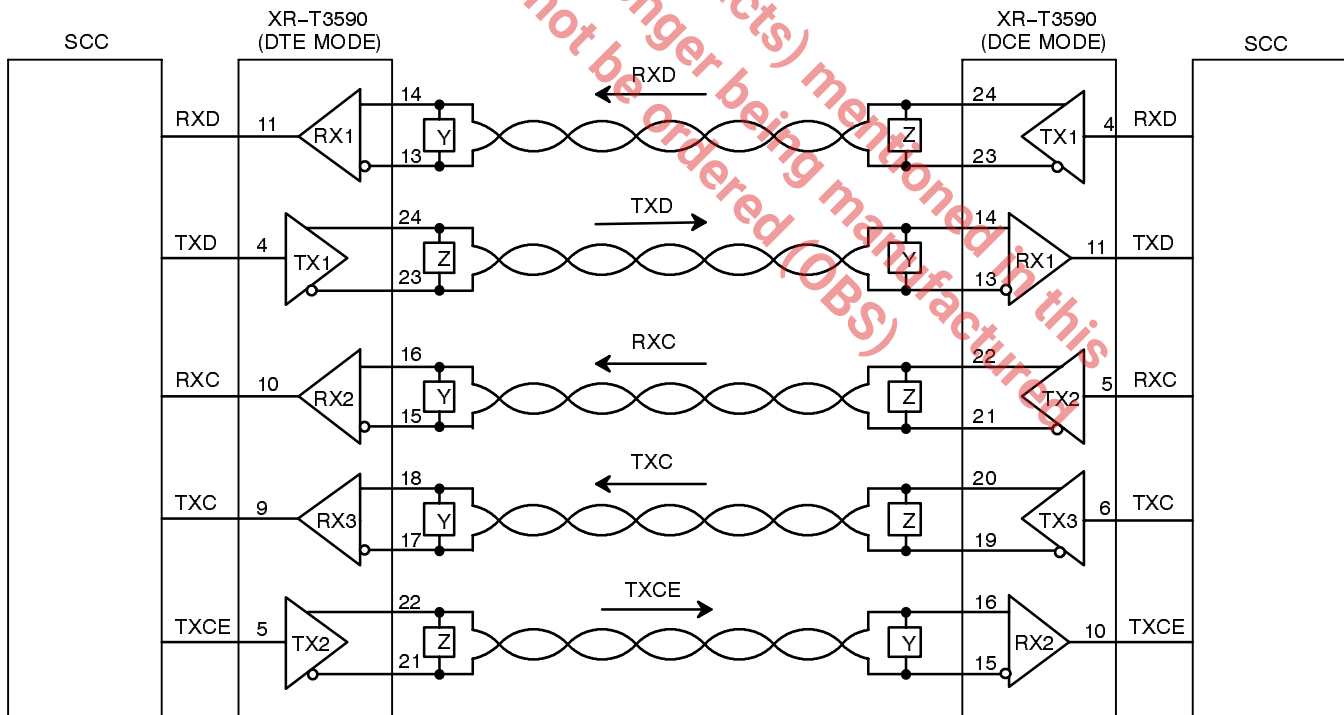 XR–T3590
(DTE MODE)
XR–T3590
(DCE MODE)
SCC
SCC
cts) mentioned in this
nger being manufactured
not be ordered (OBS)
RXD
RXD 11 RX1 14 13 Y Z 24 23 TX1 4 RXD
TXD
TXD 4 TX1 24 23 Z Y 14 13 RX1 11 TXD
RXC
RXC 10 RX2 16 15 Y Z 22 21 TX2 5 RXC
TXC
TXC 9 RX3 18 17 Y Z 20 19 TX3 6 TXC
TXCE
TXCE 5 TX2 22 21 Z Y 16 15 RX2 10 TXCE